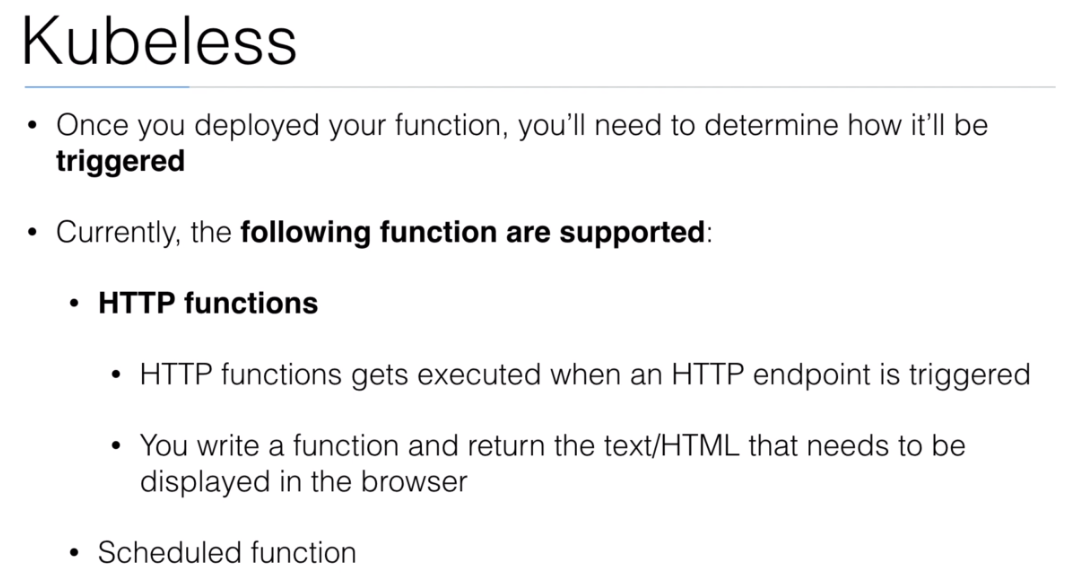 Kubeless
• Once you deployed your function, you'll need to determine how it'll be
triggered
• Currently, the following function are supported:
• HTTP functions
• HTTP functions gets executed when an HTTP endpoint is triggered
• You write a function and return the text/HTML that needs to be
displayed in the browser
• Scheduled function